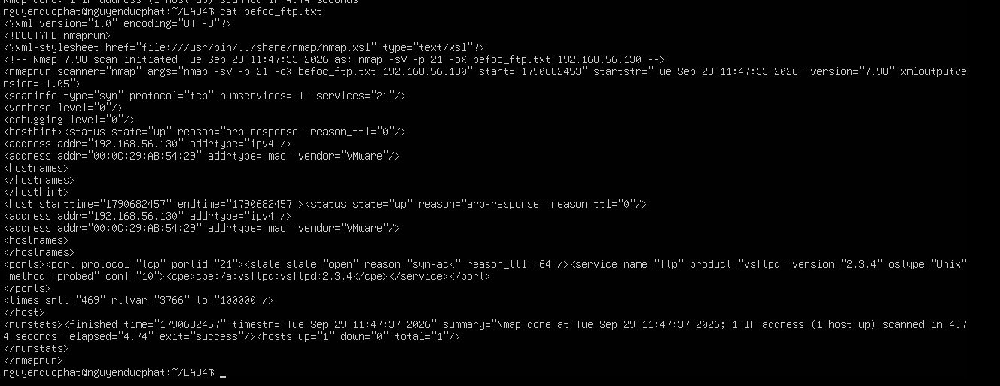 Nmap done: 1 IP address (1 host up) scanned in 4.74 seconds
nguyenducphat@nguyenducphat:~/LAB4$ cat befoc_ftp.txt
<?xml version="1.0" encoding="UTF-8"?>
<!DOCTYPE nmaprun>
<?xml-stylesheet href="file:///usr/bin/../share/nmap/nmap.xsl" type="text/xsl"?>
<!-- Nmap 7.98 scan initiated Tue Sep 29 11:47:33 2026 as: nmap -sV -p 21 -oX befoc_ftp.txt 192.168.56.130 -->
<nmaprun scanner="nmap" args="nmap -sV -p 21 -oX befoc_ftp.txt 192.168.56.130" start="1790682453" startstr="Tue Sep 29 11:47:33 2026" version="7.98" xmloutputve
rsion="1.05">
<scaninfo type="syn" protocol="tcp" numservices="1" services="21"/>
<verbose level="0"/>
<debugging level="0"/>
<hosthint><status state="up" reason="arp-response" reason_ttl="0"/>
<address addr="192.168.56.130" addrtype="ipv4"/>
<address addr="00:0C:29:AB:54:29" addrtype="mac" vendor="VMware"/>
<hostnames>
</hostnames>
</hosthint>
<host starttime="1790682457" endtime="1790682457"><status state="up" reason="arp-response" reason_ttl="0"/>
<address addr="192.168.56.130" addrtype="ipv4"/>
<address addr="00:0C:29:AB:54:29" addrtype="mac" vendor="VMware"/>
<hostnames>
</hostnames>
<ports><port protocol="tcp" portid="21"><state state="open" reason="syn-ack" reason_ttl="64"/><service name="ftp" product="vsftpd" version="2.3.4" ostype="Unix"
 method="probed" conf="10"><cpe>cpe:/a:vsftpd:vsftpd:2.3.4</cpe></service></port>
</ports>
<times srtt="469" rttvar="3766" to="100000"/>
</host>
<runstats><finished time="1790682457" timestr="Tue Sep 29 11:47:37 2026" summary="Nmap done at Tue Sep 29 11:47:37 2026; 1 IP address (1 host up) scanned in 4.7
4 seconds" elapsed="4.74" exit="success"/><hosts up="1" down="0" total="1"/>
</runstats>
</nmaprun>
nguyenducphat@nguyenducphat:~/LAB4$ _